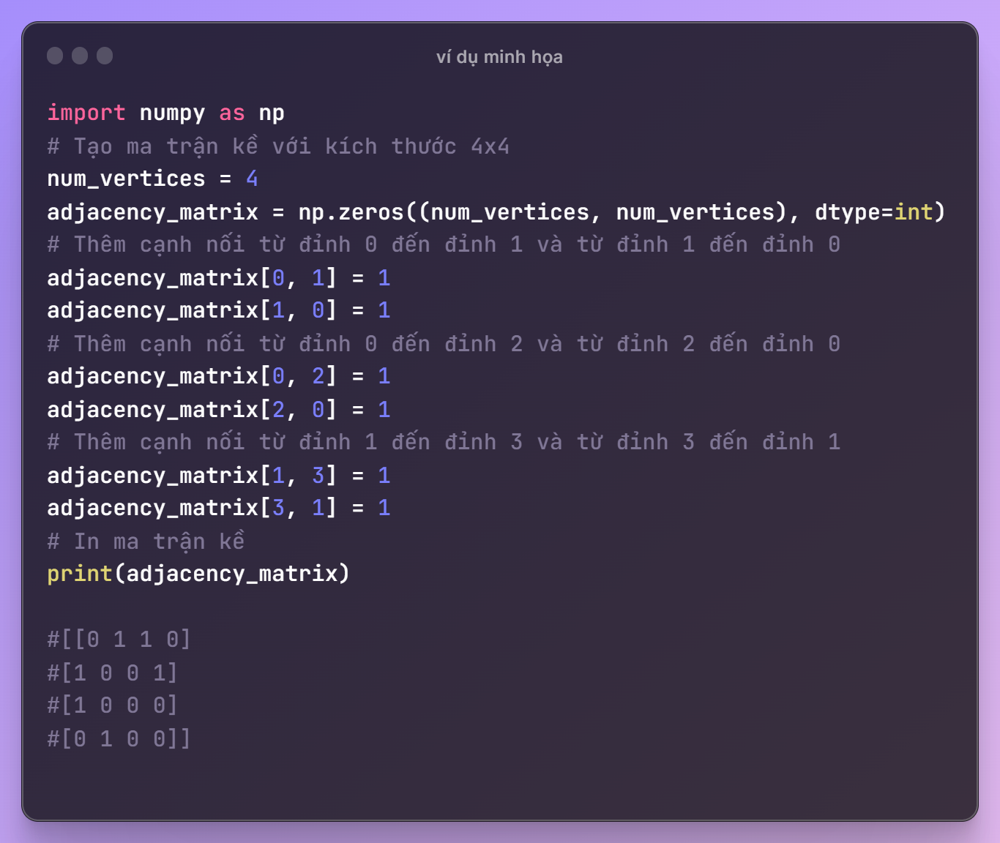 ví dụ minh họa
import numpy as np
# Tạo ma trận kề với kích thước 4x4
num_vertices = 4
adjacency_matrix = np.zeros((num_vertices, num_vertices), dtype=int)
# Thêm cạnh nối từ đỉnh 0 đến đỉnh 1 và từ đỉnh 1 đến đỉnh 0
adjacency_matrix[0, 1] = 1
adjacency_matrix[1, 0] = 1
# Thêm cạnh nối từ đỉnh 0 đến đỉnh 2 và từ đỉnh 2 đến đỉnh 0
adjacency_matrix[0, 2] = 1
adjacency_matrix[2, 0] = 1
# Thêm cạnh nối từ đỉnh 1 đến đỉnh 3 và từ đỉnh 3 đến đỉnh 1
adjacency_matrix[1, 3] = 1
adjacency_matrix[3, 1] = 1
# In ma trận kề
print(adjacency_matrix)
#[[0 1 1 0]
#[1 0 0 1]
#[1 0 0 0]
#[0 1 0 0]]